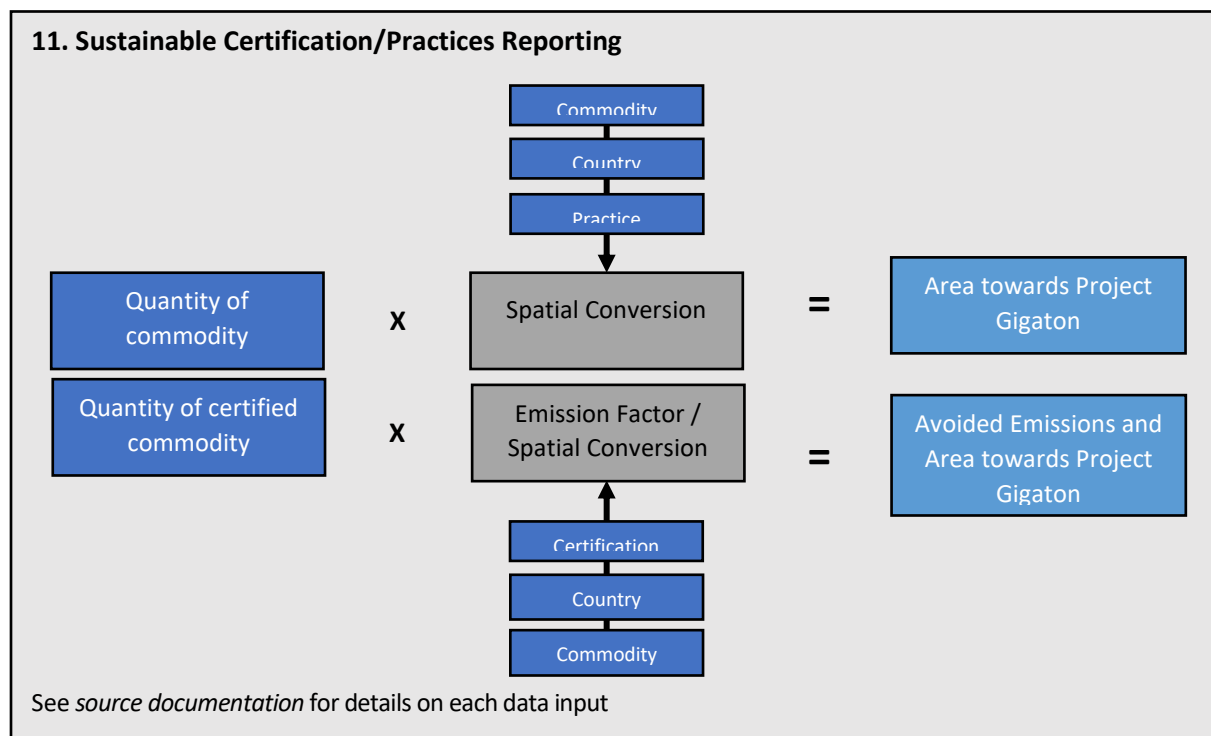 11. Sustainable Certification/Practices Reporting
Commodity
Country
Practice
Quantity of
commodity
x
Spatial Conversion
=
Area towards Project
Gigaton
Quantity of certified
commodity
x
Emission Factor /
Spatial Conversion
=
Avoided Emissions and
Area towards Project
Gigaton
Certification
Country
Commodity
See source documentation for details on each data input